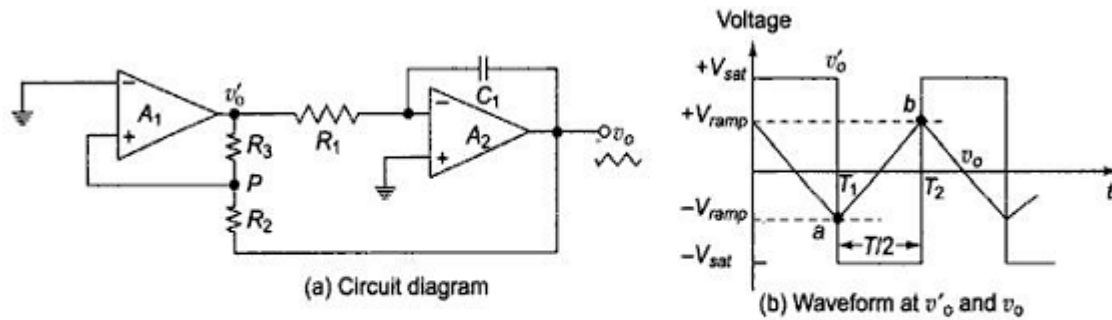 −
A₁
+
v′ₒ
R₃
P
R₂
R₁
C₁
−
A₂
+
vₒ
(a) Circuit diagram
Voltage
+Vsat
v′ₒ
b
+Vramp
vₒ
T₁
T₂
t
−Vramp
a
T/2
−Vsat
(b) Waveform at v′ₒ and vₒ